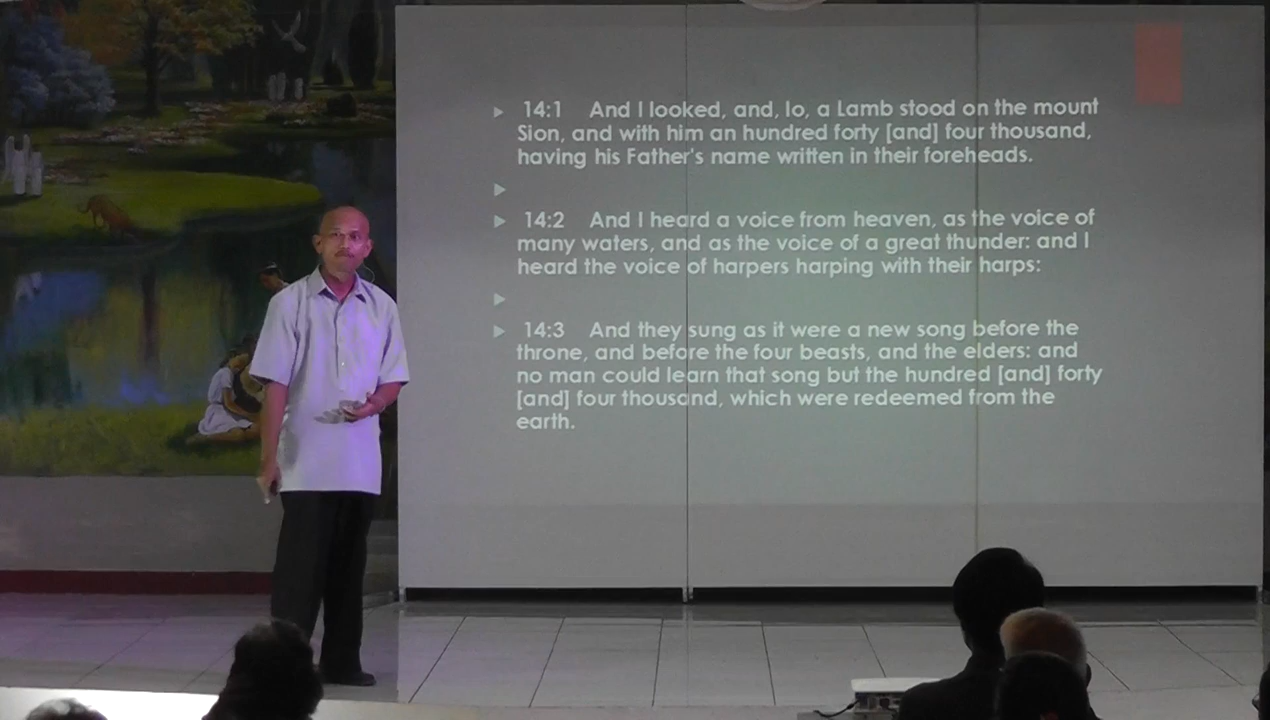 14:1 And I looked, and, lo, a Lamb stood on the mount
Sion, and with him an hundred forty [and] four thousand,
having his Father's name written in their foreheads.
14:2 And I heard a voice from heaven, as the voice of
many waters, and as the voice of a great thunder: and I
heard the voice of harpers harping with their harps:
14:3 And they sung as it were a new song before the
throne, and before the four beasts, and the elders: and
no man could learn that song but the hundred [and] forty
[and] four thousand, which were redeemed from the
earth.